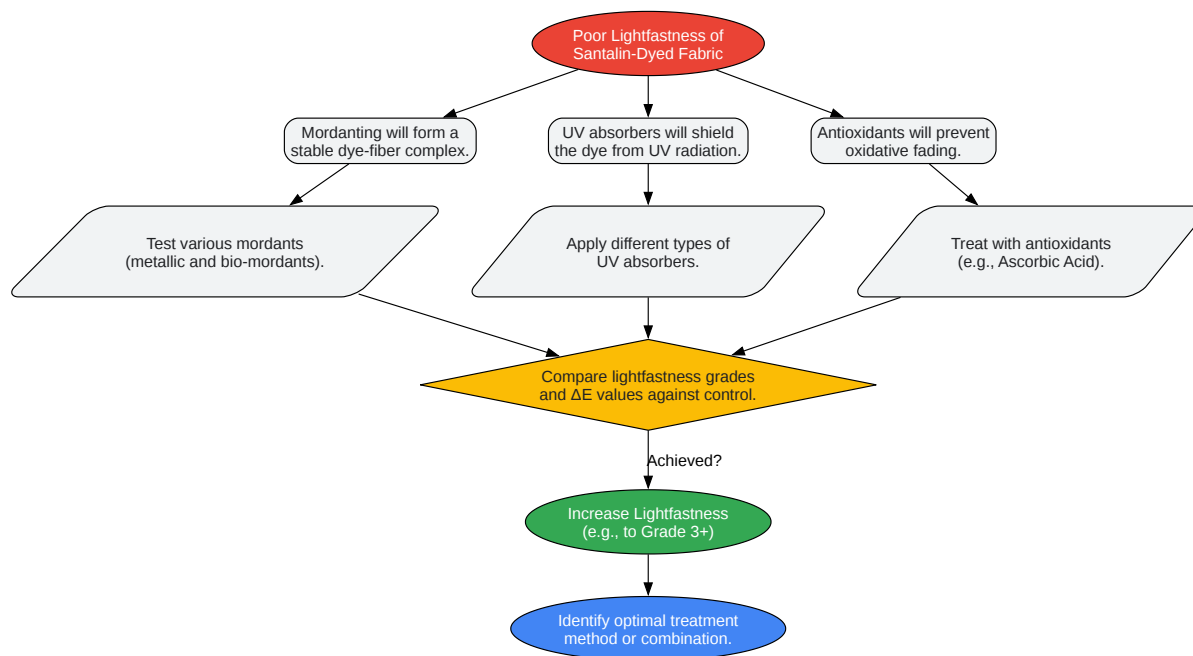 Poor Lightfastness of
Santalin-Dyed Fabric
Mordanting will form a
stable dye-fiber complex.
UV absorbers will shield
the dye from UV radiation.
Antioxidants will prevent
oxidative fading.
Test various mordants
(metallic and bio-mordants).
Apply different types of
UV absorbers.
Treat with antioxidants
(e.g., Ascorbic Acid).
Compare lightfastness grades
and ΔE values against control.
Achieved?
Increase Lightfastness
(e.g., to Grade 3+)
Identify optimal treatment
method or combination.